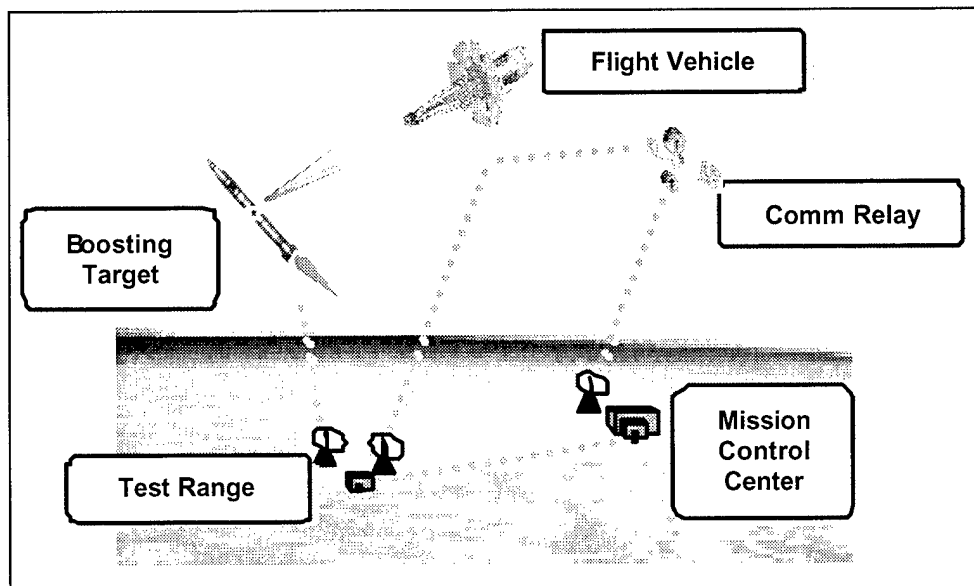 Flight Vehicle
Comm Relay
Boosting
Target
Test Range
Mission
Control
Center